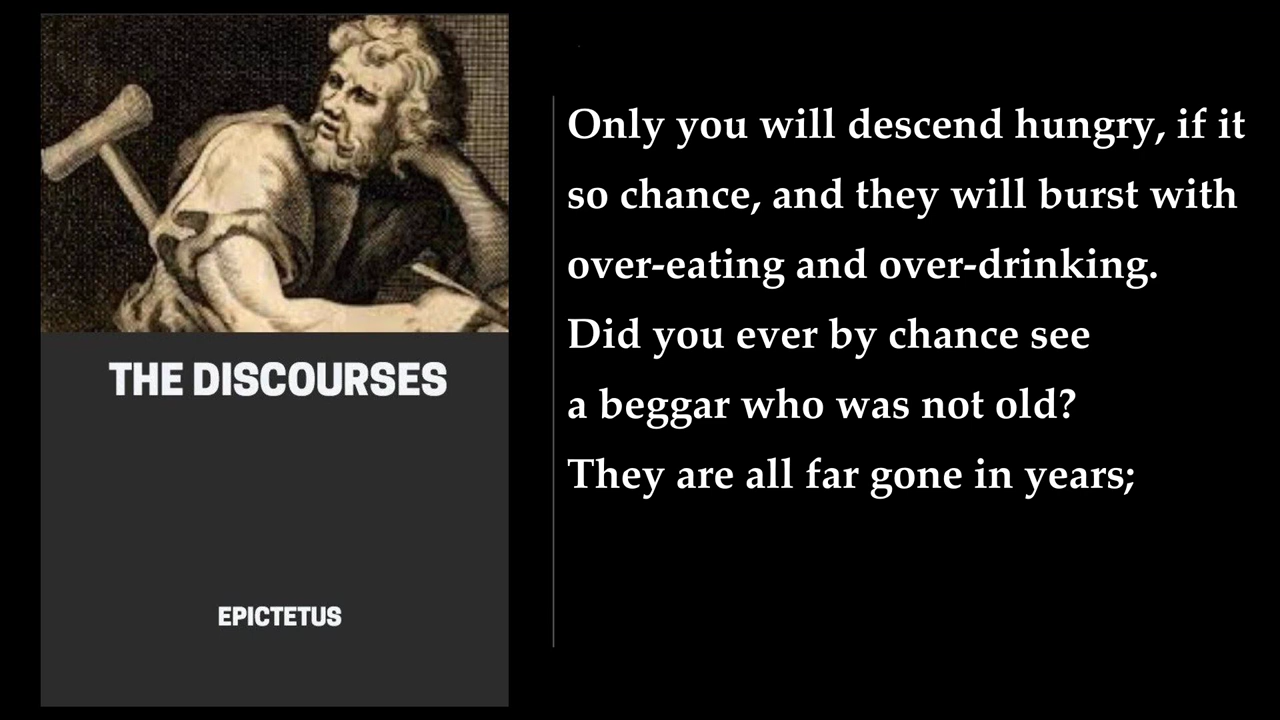 THE DISCOURSES
EPICTETUS
Only you will descend hungry, if it
so chance, and they will burst with
over-eating and over-drinking.
Did you ever by chance see
a beggar who was not old?
They are all far gone in years;